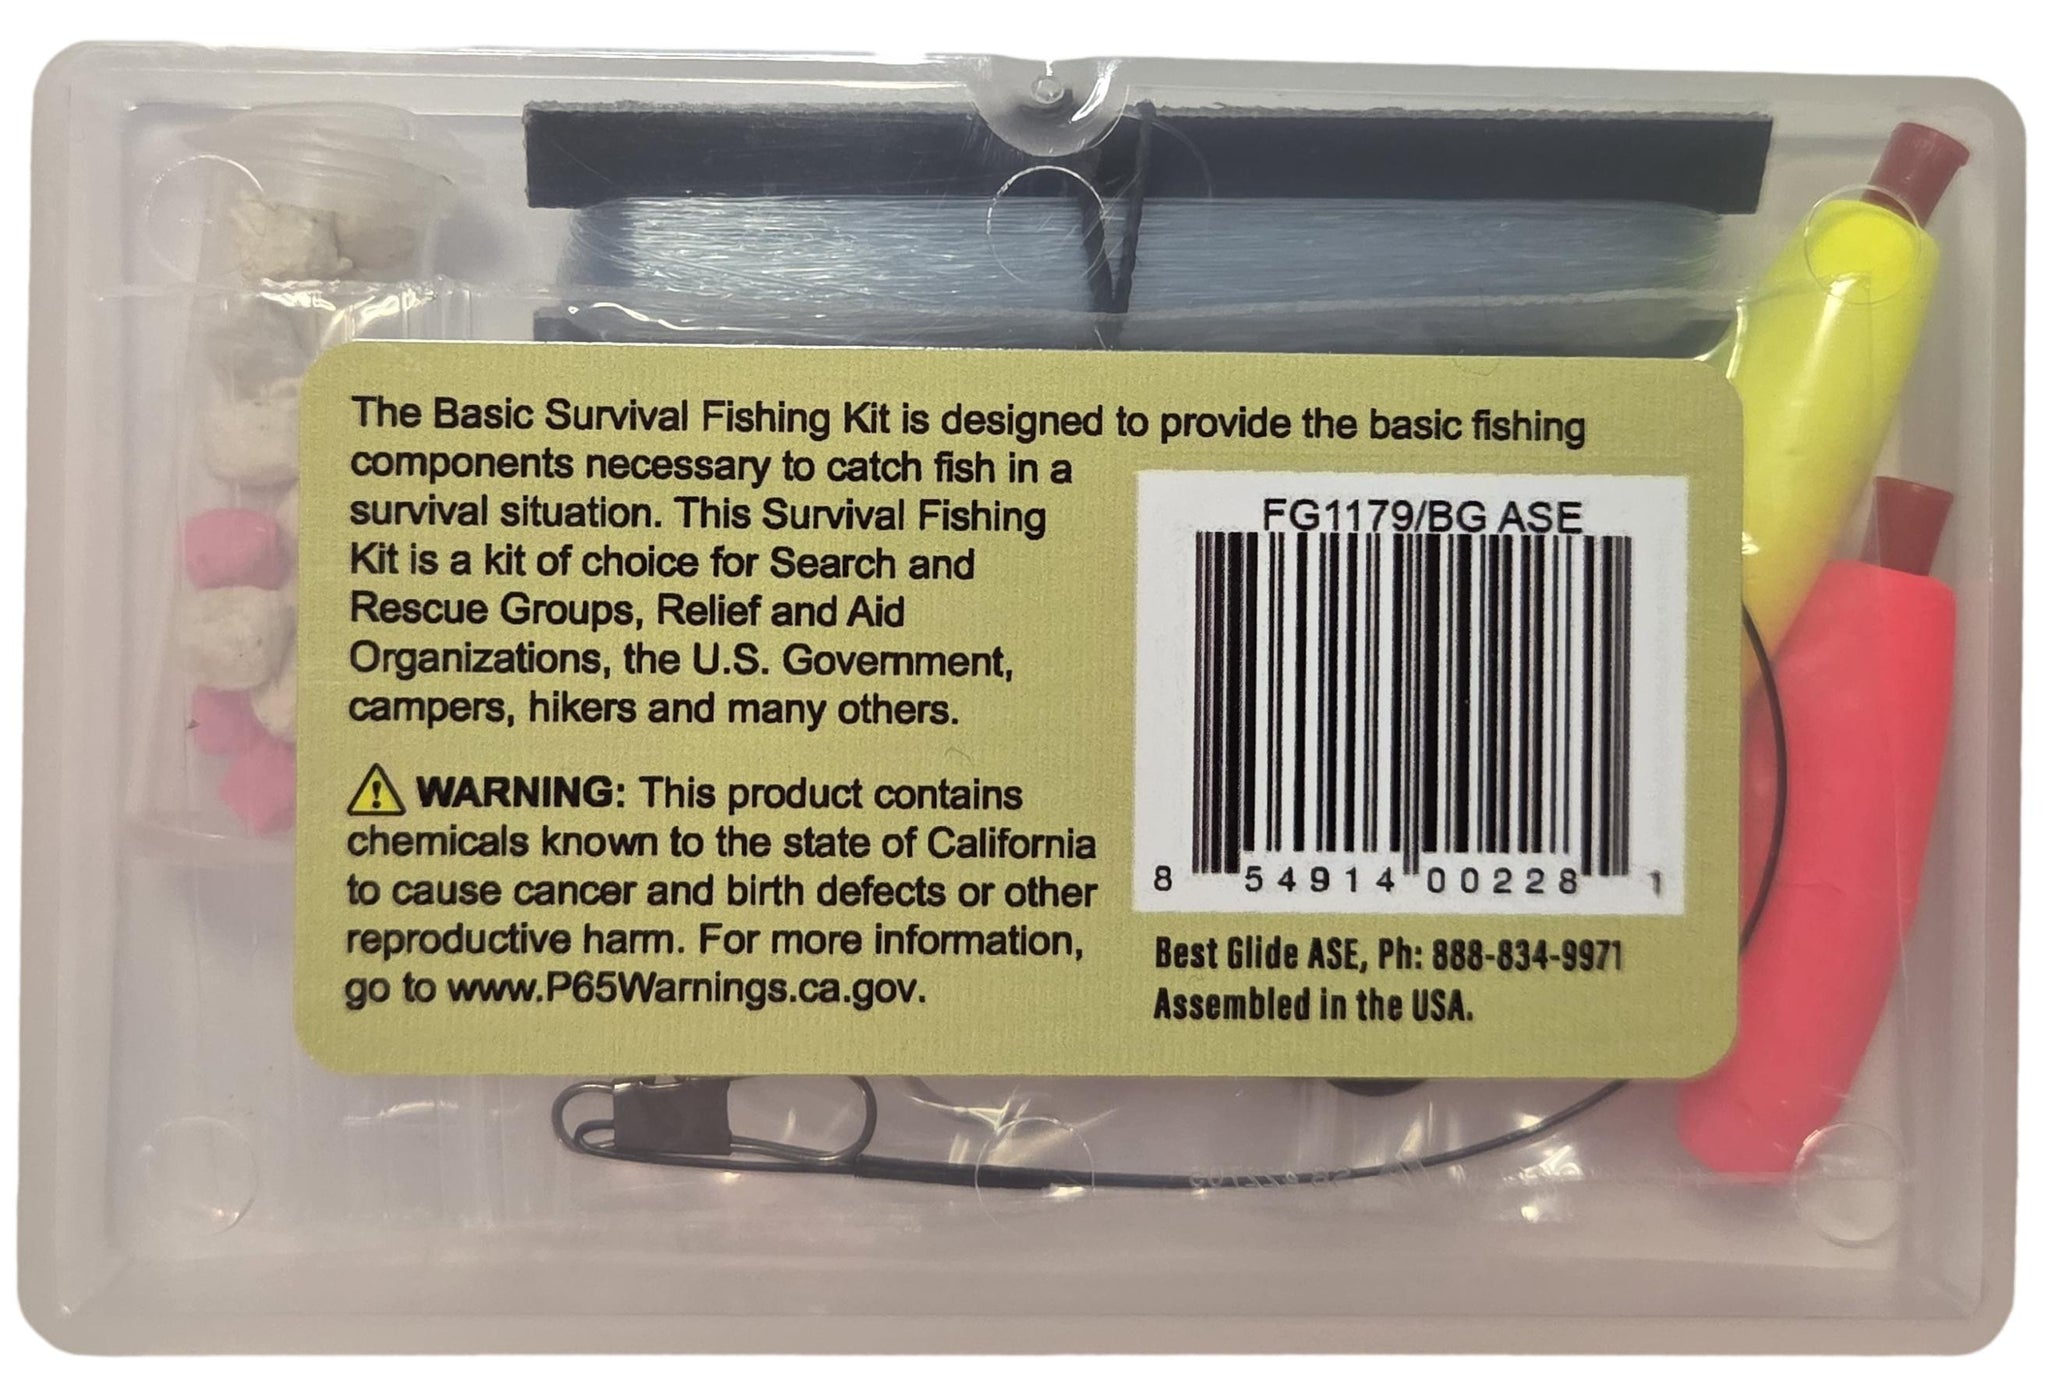 The Basic Survival Fishing Kit is designed to provide the basic fishing
components necessary to catch fish in a
survival situation. This Survival Fishing
Kit is a kit of choice for Search and
Rescue Groups, Relief and Aid
Organizations, the U.S. Government,
campers, hikers and many others.
WARNING: This product contains
chemicals known to the state of California
to cause cancer and birth defects or other
reproductive harm. For more information,
go to www.P65Warnings.ca.gov.
FG1179/BG ASE
8 54914 00228 1
Best Glide ASE, Ph: 888-834-9971
Assembled in the USA.